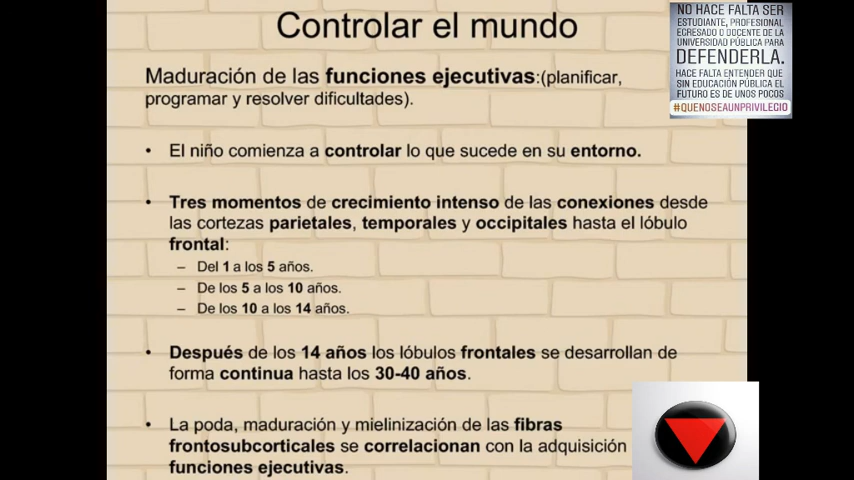 Controlar el mundo
Maduración de las funciones ejecutivas:(planificar,
programar y resolver dificultades).
• El niño comienza a controlar lo que sucede en su entorno.
• Tres momentos de crecimiento intenso de las conexiones desde
las cortezas parietales, temporales y occipitales hasta el lóbulo
frontal:
– Del 1 a los 5 años.
– De los 5 a los 10 años.
– De los 10 a los 14 años.
• Después de los 14 años los lóbulos frontales se desarrollan de
forma continua hasta los 30-40 años.
• La poda, maduración y mielinización de las fibras
frontosubcorticales se correlacionan con la adquisición
funciones ejecutivas.
NO HACE FALTA SER
ESTUDIANTE, PROFESIONAL
EGRESADO O DOCENTE DE LA
UNIVERSIDAD PÚBLICA PARA
DEFENDERLA.
HACE FALTA ENTENDER QUE
SIN EDUCACIÓN PÚBLICA EL
FUTURO ES DE UNOS POCOS
#QUENOSEAUNPRIVILEGIO